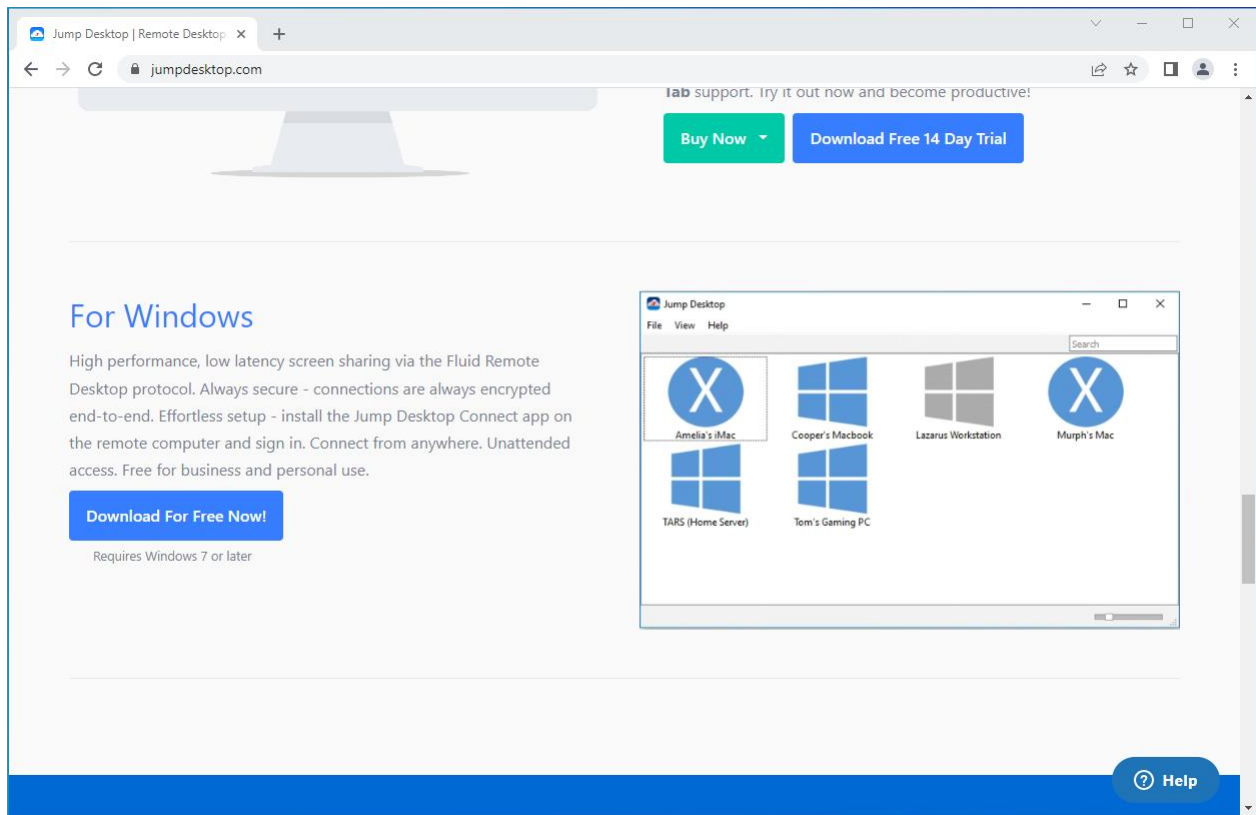 Jump Desktop | Remote Desktop
jumpdesktop.com
Tab support. Try it out now and become productive!
Buy Now
Download Free 14 Day Trial
For Windows
High performance, low latency screen sharing via the Fluid Remote
Desktop protocol. Always secure - connections are always encrypted
end-to-end. Effortless setup - install the Jump Desktop Connect app on
the remote computer and sign in. Connect from anywhere. Unattended
access. Free for business and personal use.
Download For Free Now!
Requires Windows 7 or later
Jump Desktop
File View Help
Search
X
X
Amelia's iMac
Cooper's Macbook
Lazarus Workstation
Murph's Mac
TARS (Home Server)
Tom's Gaming PC
? Help